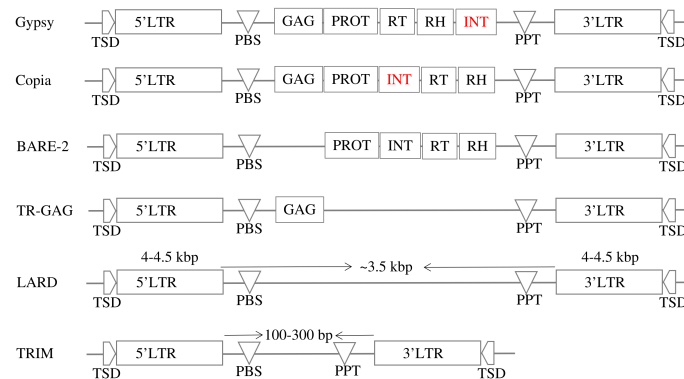 Gypsy 5’LTR GAG PROT RT RH INT 3’LTR
TSD PBS PPT TSD
Copia 5’LTR GAG PROT INT RT RH 3’LTR
TSD PBS PPT TSD
BARE-2 5’LTR PROT INT RT RH 3’LTR
TSD PBS PPT TSD
TR-GAG 5’LTR GAG 3’LTR
TSD PBS PPT TSD
4-4.5 kbp ~3.5 kbp 4-4.5 kbp
LARD 5’LTR 3’LTR
TSD PBS PPT TSD
100-300 bp
TRIM 5’LTR 3’LTR
TSD PBS PPT TSD